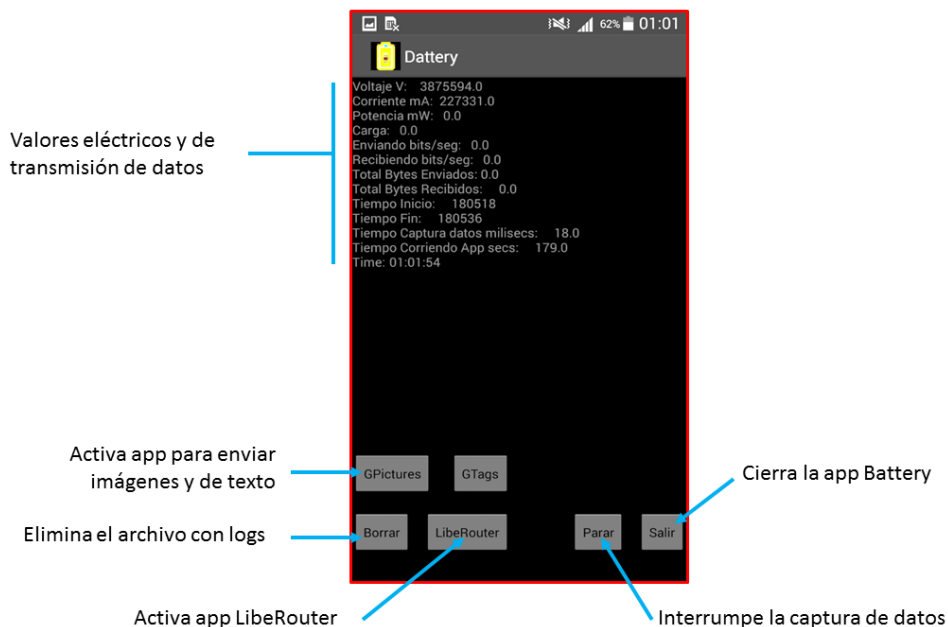 62% 01:01
Dattery
Voltaje V: 3875594.0
Corriente mA: 227331.0
Potencia mW: 0.0
Carga: 0.0
Enviando bits/seg: 0.0
Recibiendo bits/seg: 0.0
Total Bytes Enviados: 0.0
Total Bytes Recibidos: 0.0
Tiempo Inicio: 180518
Tiempo Fin: 180536
Tiempo Captura datos milisecs: 18.0
Tiempo Corriendo App secs: 179.0
Time: 01:01:54
Valores eléctricos y de
transmisión de datos
Activa app para enviar
imágenes y de texto
GPictures GTags
Cierra la app Battery
Elimina el archivo con logs
Borrar LibeRouter Parar Salir
Activa app LibeRouter
Interrumpe la captura de datos